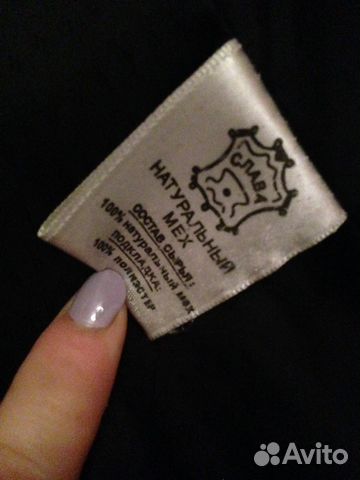 СЛАВА
НАТУРАЛЬНЫЙ
МЕХ
СОСТАВ СЫРЬЯ:
100% натуральный мех
ПОДКЛАДКА:
100% ПОЛИЭСТЕР
Avito